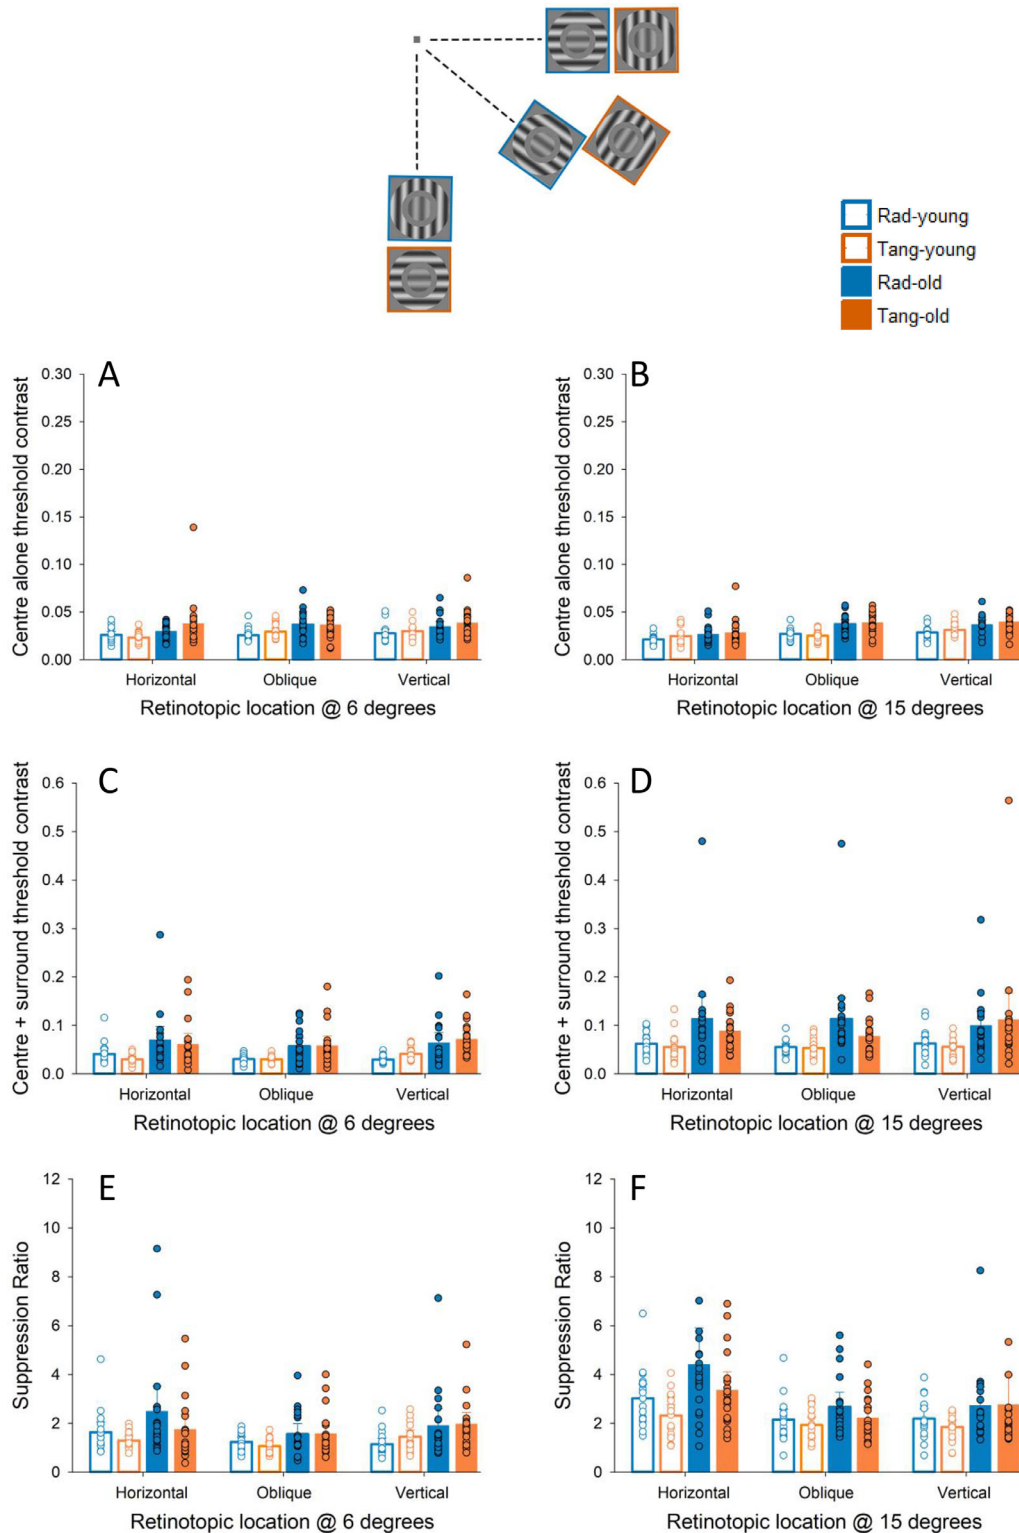 Rad-young
Tang-young
Rad-old
Tang-old
A
Centre alone threshold contrast
0.30
0.25
0.20
0.15
0.10
0.05
0.00
Horizontal Oblique Vertical
Retinotopic location @ 6 degrees
B
Centre alone threshold contrast
0.30
0.25
0.20
0.15
0.10
0.05
0.00
Horizontal Oblique Vertical
Retinotopic location @ 15 degrees
C
Centre + surround threshold contrast
0.6
0.5
0.4
0.3
0.2
0.1
0.0
Horizontal Oblique Vertical
Retinotopic location @ 6 degrees
D
Centre + surround threshold contrast
0.6
0.5
0.4
0.3
0.2
0.1
0.0
Horizontal Oblique Vertical
Retinotopic location @ 15 degrees
E
Suppression Ratio
12
10
8
6
4
2
0
Horizontal Oblique Vertical
Retinotopic location @ 6 degrees
F
Suppression Ratio
12
10
8
6
4
2
0
Horizontal Oblique Vertical
Retinotopic location @ 15 degrees